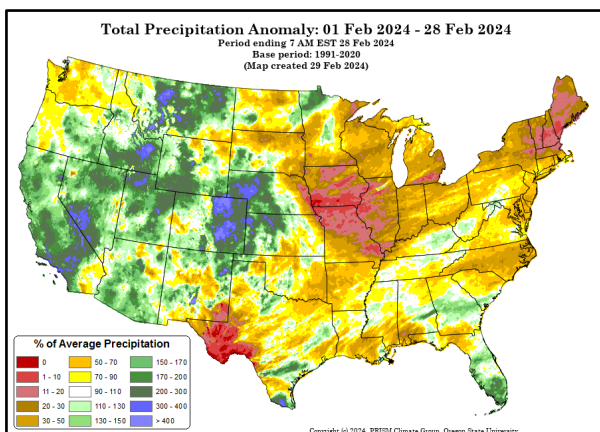 Total Precipitation Anomaly: 01 Feb 2024 - 28 Feb 2024
Period ending 7 AM EST 28 Feb 2024
Base period: 1991-2020
(Map created 29 Feb 2024)
% of Average Precipitation
0 50 - 70 150 - 170
1 - 10 70 - 90 170 - 200
11 - 20 90 - 110 200 - 300
20 - 30 110 - 130 300 - 400
30 - 50 130 - 150 > 400
Copyright (c) 2024, PRISM Climate Group, Oregon State University